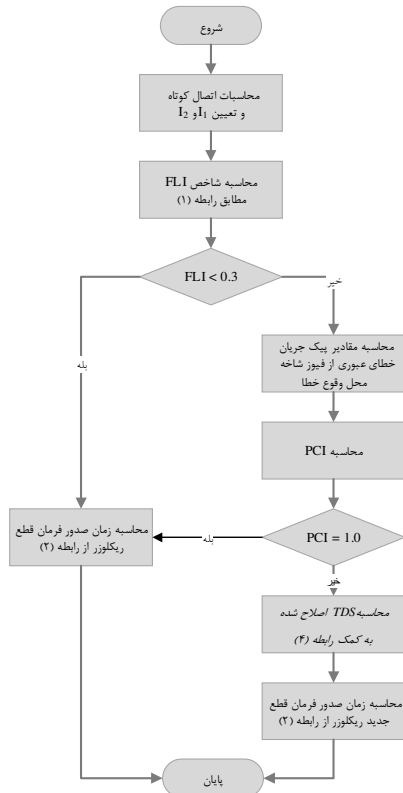 شروع
محاسبات اتصال کوتاه
و تعیین I1 و I2
محاسبه شاخص FLI
مطابق رابطه (۱)
FLI < 0.3
خیر
بله
محاسبه مقادیر پیک جریان
خطای عبوری از فیوز شاخه
محل وقوع خطا
محاسبه PCI
PCI = 1.0
بله
خیر
محاسبه زمان صدور فرمان قطع
ریکلوزر از رابطه (۲)
محاسبه TDS اصلاح شده
به کمک رابطه (۴)
محاسبه زمان صدور فرمان قطع
جدید ریکلوزر از رابطه (۲)
پایان